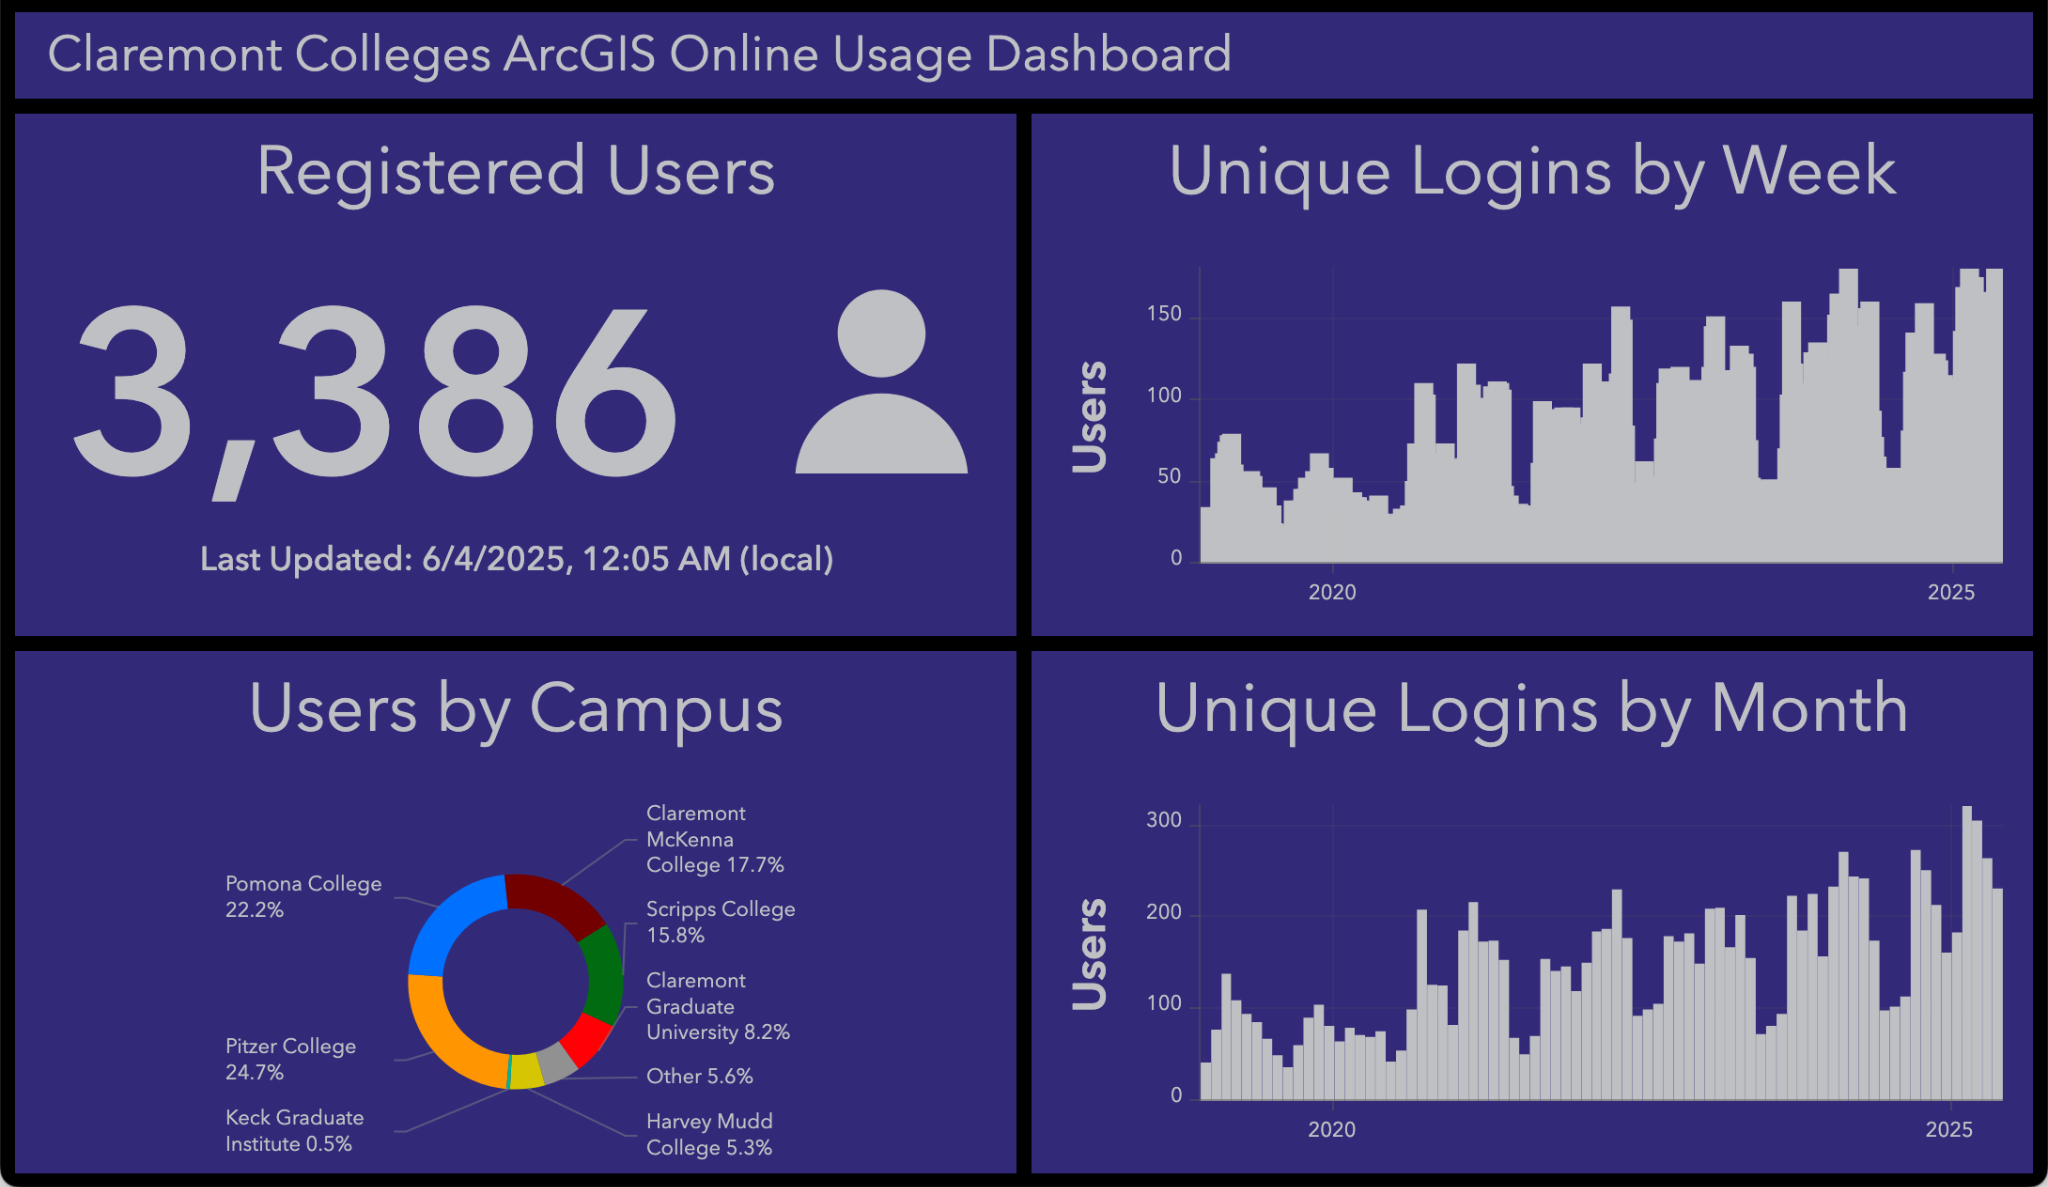 Claremont Colleges ArcGIS Online Usage Dashboard
Registered Users
3,386
Last Updated: 6/4/2025, 12:05 AM (local)
Unique Logins by Week
Users
150
100
50
0
2020
2025
Users by Campus
Claremont
McKenna
College 17.7%
Scripps College
15.8%
Claremont
Graduate
University 8.2%
Other 5.6%
Harvey Mudd
College 5.3%
Keck Graduate
Institute 0.5%
Pitzer College
24.7%
Pomona College
22.2%
Unique Logins by Month
Users
300
200
100
0
2020
2025